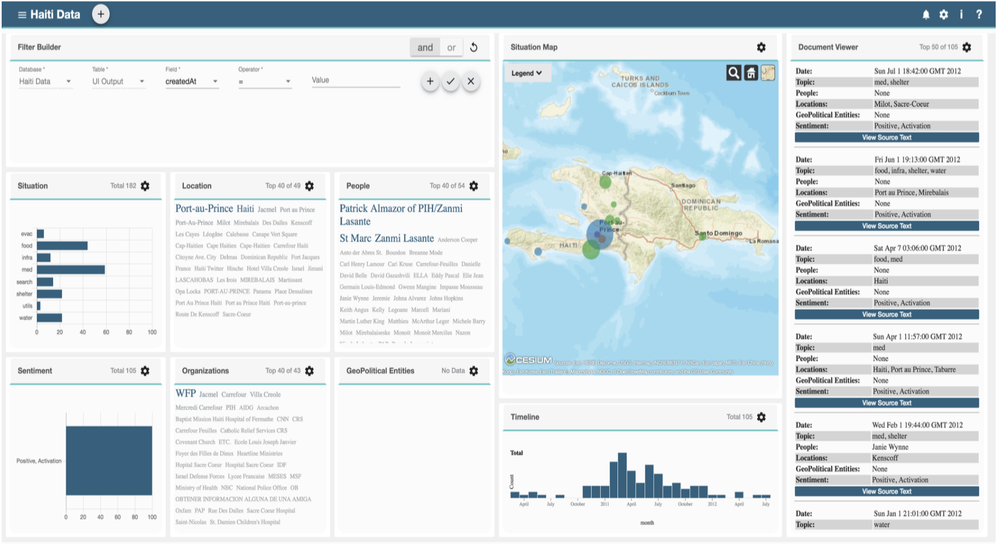 Haiti Data +
i ?
Filter Builder
and or
Database * Table * Field * Operator *
Haiti Data UI Output createdAt = Value
Situation Total 182
evac
food
infra
med
search
shelter
utils
water
0 20 40 60 80 100
Location Top 40 of 49
Port-au-Prince Haiti Jacmel Port au Prince
Port-Au-Prince Milot Mirebalais Des Dalles Kenscoff
Les Cayes Léogâne Calebasse Canape Vert Square
Cap-Haitien Cape Haitien Cape-Haitien Carrefour Haiti
Citoyne Ave. City Delmas Dominican Republic Fort Jacques
France Haiti Twitter Hinche Hotel Villa Creole Israel Jimani
LASCAHOBAS Les Irois MIREBALAIS Martissant
Opa Locka PORT-AU-PRINCE Panama Place Dessalines
Port Au Prince Haiti Port au Prince Haiti Port-au-prince
Route De Kenscoff Sacre-Coeur
People Top 40 of 54
Patrick Almazor of PIH/Zanmi
Lasante
St Marc Zanmi Lasante Anderson Cooper
Anto der Abres St. Bourdon Breanne Mode
Carl Henry Lamour Carl Kruse Carrefour-Feuilles Danielle
David Belle David Gazashvili ELLA Eddy Pascal Elie Jean
Germain Louis-Edmond Gwenn Mangine Impasse Mousseau
Janie Wynne Jeremie Johna Alvarez Johns Hopkins
Keith Angus Kelly Legoane Marcell Mariani
Martin Luther King Matthieu McArthur Leger Michele Barry
Milot Mirebalaiseske Monoit Monoit Mercilus Nazon
Sentiment Total 105
Positive, Activation
0 20 40 60 80 100
Organizations Top 40 of 43
WFP Jacmel Carrefour Villa Creole
Mercredi Carrefour PIH AIDG Arcachon
Baptist Mission Haiti Hospital of Fermathe CNN CRS
Carrefour Feuilles Catholic Relief Services CRS
Covenant Church ETC. Ecole Louis Joseph Janvier
Foyer des Filles de Dieux Heartline Ministries
Hopital Sacre Coeur Hospital Sacre Coeur IDF
Israel Defense Forces Lycee Francaise MESES MSF
Ministry of Health NBC National Police Office OB
OBTENER INFORMACION ALGUNA DE UNA AMIGA
Oxfam PAP Rue Des Dalles Sacre Coeur Hospital
Saint-Nicolas St. Damien Children's Hospital
GeoPolitical Entities No Data
Situation Map
Legend
TURKS AND
CAICOS ISLANDS
Cockburn Town
Cap-Haitien
Santiago
DOMINICAN
REPUBLIC
Port-au-
Prince
HAITI
Santo Domingo
La Romana
CESIUM Sources: Esri, HERE, DeLorme, USGS, Intermap, INCREMENT P, NRCan, Esri Japan, METI, Esri China (Hong
Kong), Esri Korea, Esri (Thailand), MapmyIndia, NGCC, © OpenStreetMap contributors, and the GIS User Community
Timeline Total 105
Total
Count
April July October 2011 April July October 2012 April July
month
Document Viewer Top 50 of 105
Date: Sun Jul 1 18:42:00 GMT 2012
Topic: med, shelter
People: None
Locations: Milot, Sacre-Coeur
GeoPolitical Entities: None
Sentiment: Positive, Activation
View Source Text
Date: Fri Jun 1 19:13:00 GMT 2012
Topic: food, infra, shelter, water
People: None
Locations: Port au Prince, Mirebalais
GeoPolitical Entities: None
Sentiment: Positive, Activation
View Source Text
Date: Sat Apr 7 03:06:00 GMT 2012
Topic: food, med
People: None
Locations: Haiti
GeoPolitical Entities: None
Sentiment: Positive, Activation
View Source Text
Date: Sun Apr 1 11:57:00 GMT 2012
Topic: med
People: None
Locations: Haiti, Port au Prince, Tabarre
GeoPolitical Entities: None
Sentiment: Positive, Activation
View Source Text
Date: Wed Feb 1 19:44:00 GMT 2012
Topic: med, shelter
People: Janie Wynne
Locations: Kenscoff
GeoPolitical Entities: None
Sentiment: Positive, Activation
View Source Text
Date: Sun Jan 1 21:01:00 GMT 2012
Topic: water